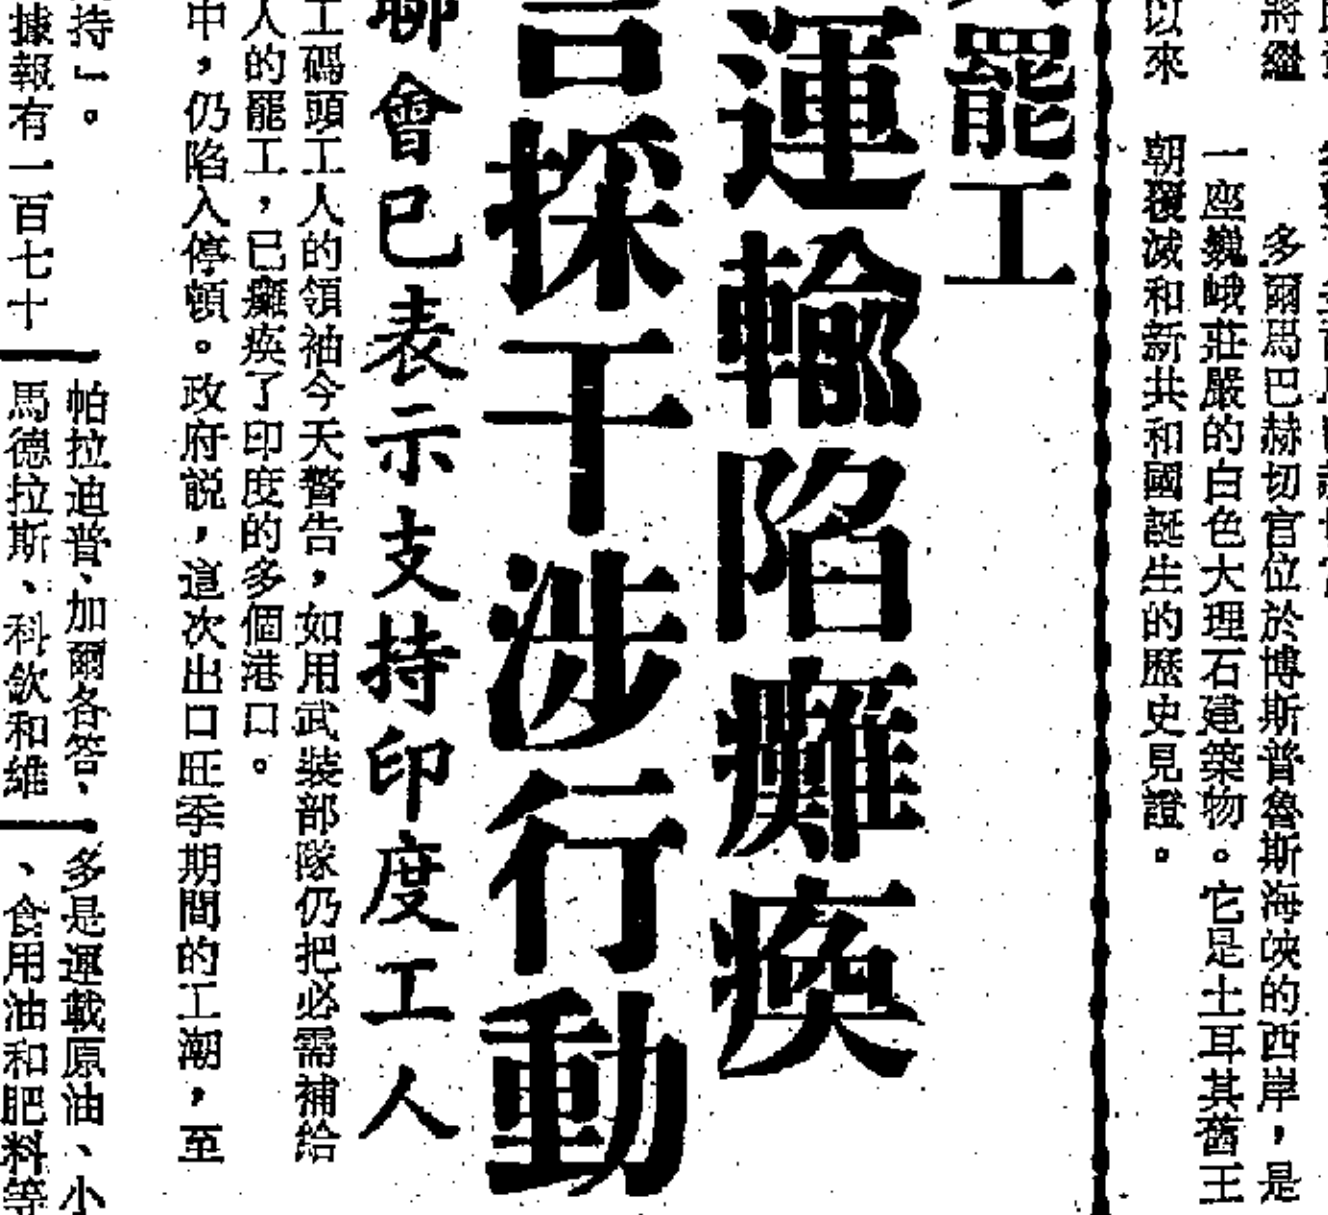 將繼
多爾馬巴赫切宮位於博斯普魯斯海峽的西岸，是
一座巍峨莊嚴的白色大理石建築物。它是土耳其舊王
以來
朝覆滅和新共和國誕生的歷史見證。
罷工
運輸陷癱瘓
採干涉行動
聯會已表示支持印度工人
工碼頭工人的領袖今天警告，如用武裝部隊仍把必需補給
人的罷工，已癱瘓了印度的多個港口。
中，仍陷入停頓。政府說，這次出口旺季期間的工潮，至
持」。
據報有一百七十
帕拉迪普、加爾各答，
馬德拉斯、科欽和維
多是運載原油、小
、食用油和肥料等